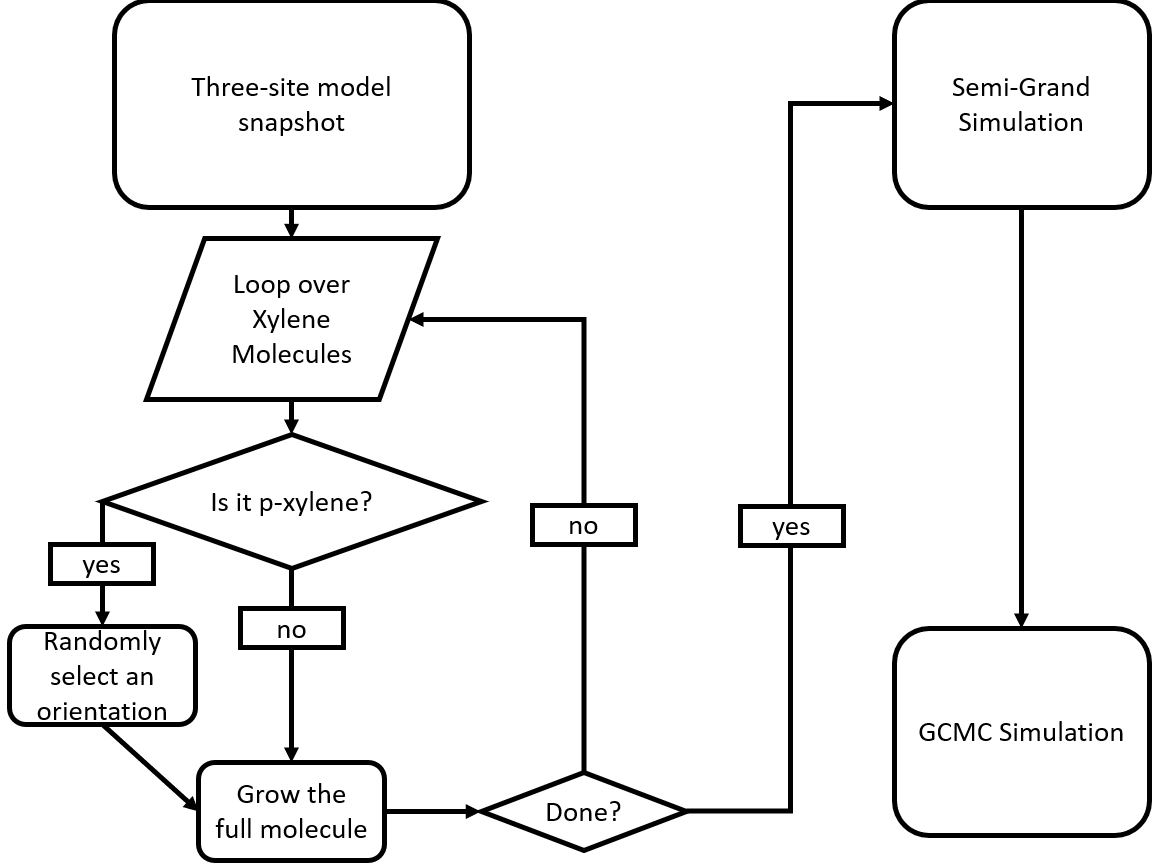 Three-site model
snapshot
Loop over
Xylene
Molecules
Is it p-xylene?
yes
no
Randomly
select an
orientation
Grow the
full molecule
Done?
no
yes
Semi-Grand
Simulation
GCMC Simulation